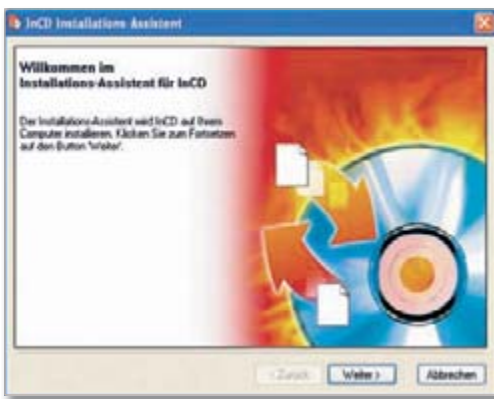 InCD Installations Assistent
Willkommen im
Installations-Assistent für InCD
Der Installations-Assistent wird InCD auf Ihrem
Computer installieren. Klicken Sie zum Fortsetzen
auf den Button 'Weiter'.
< Zurück Weiter > Abbrechen